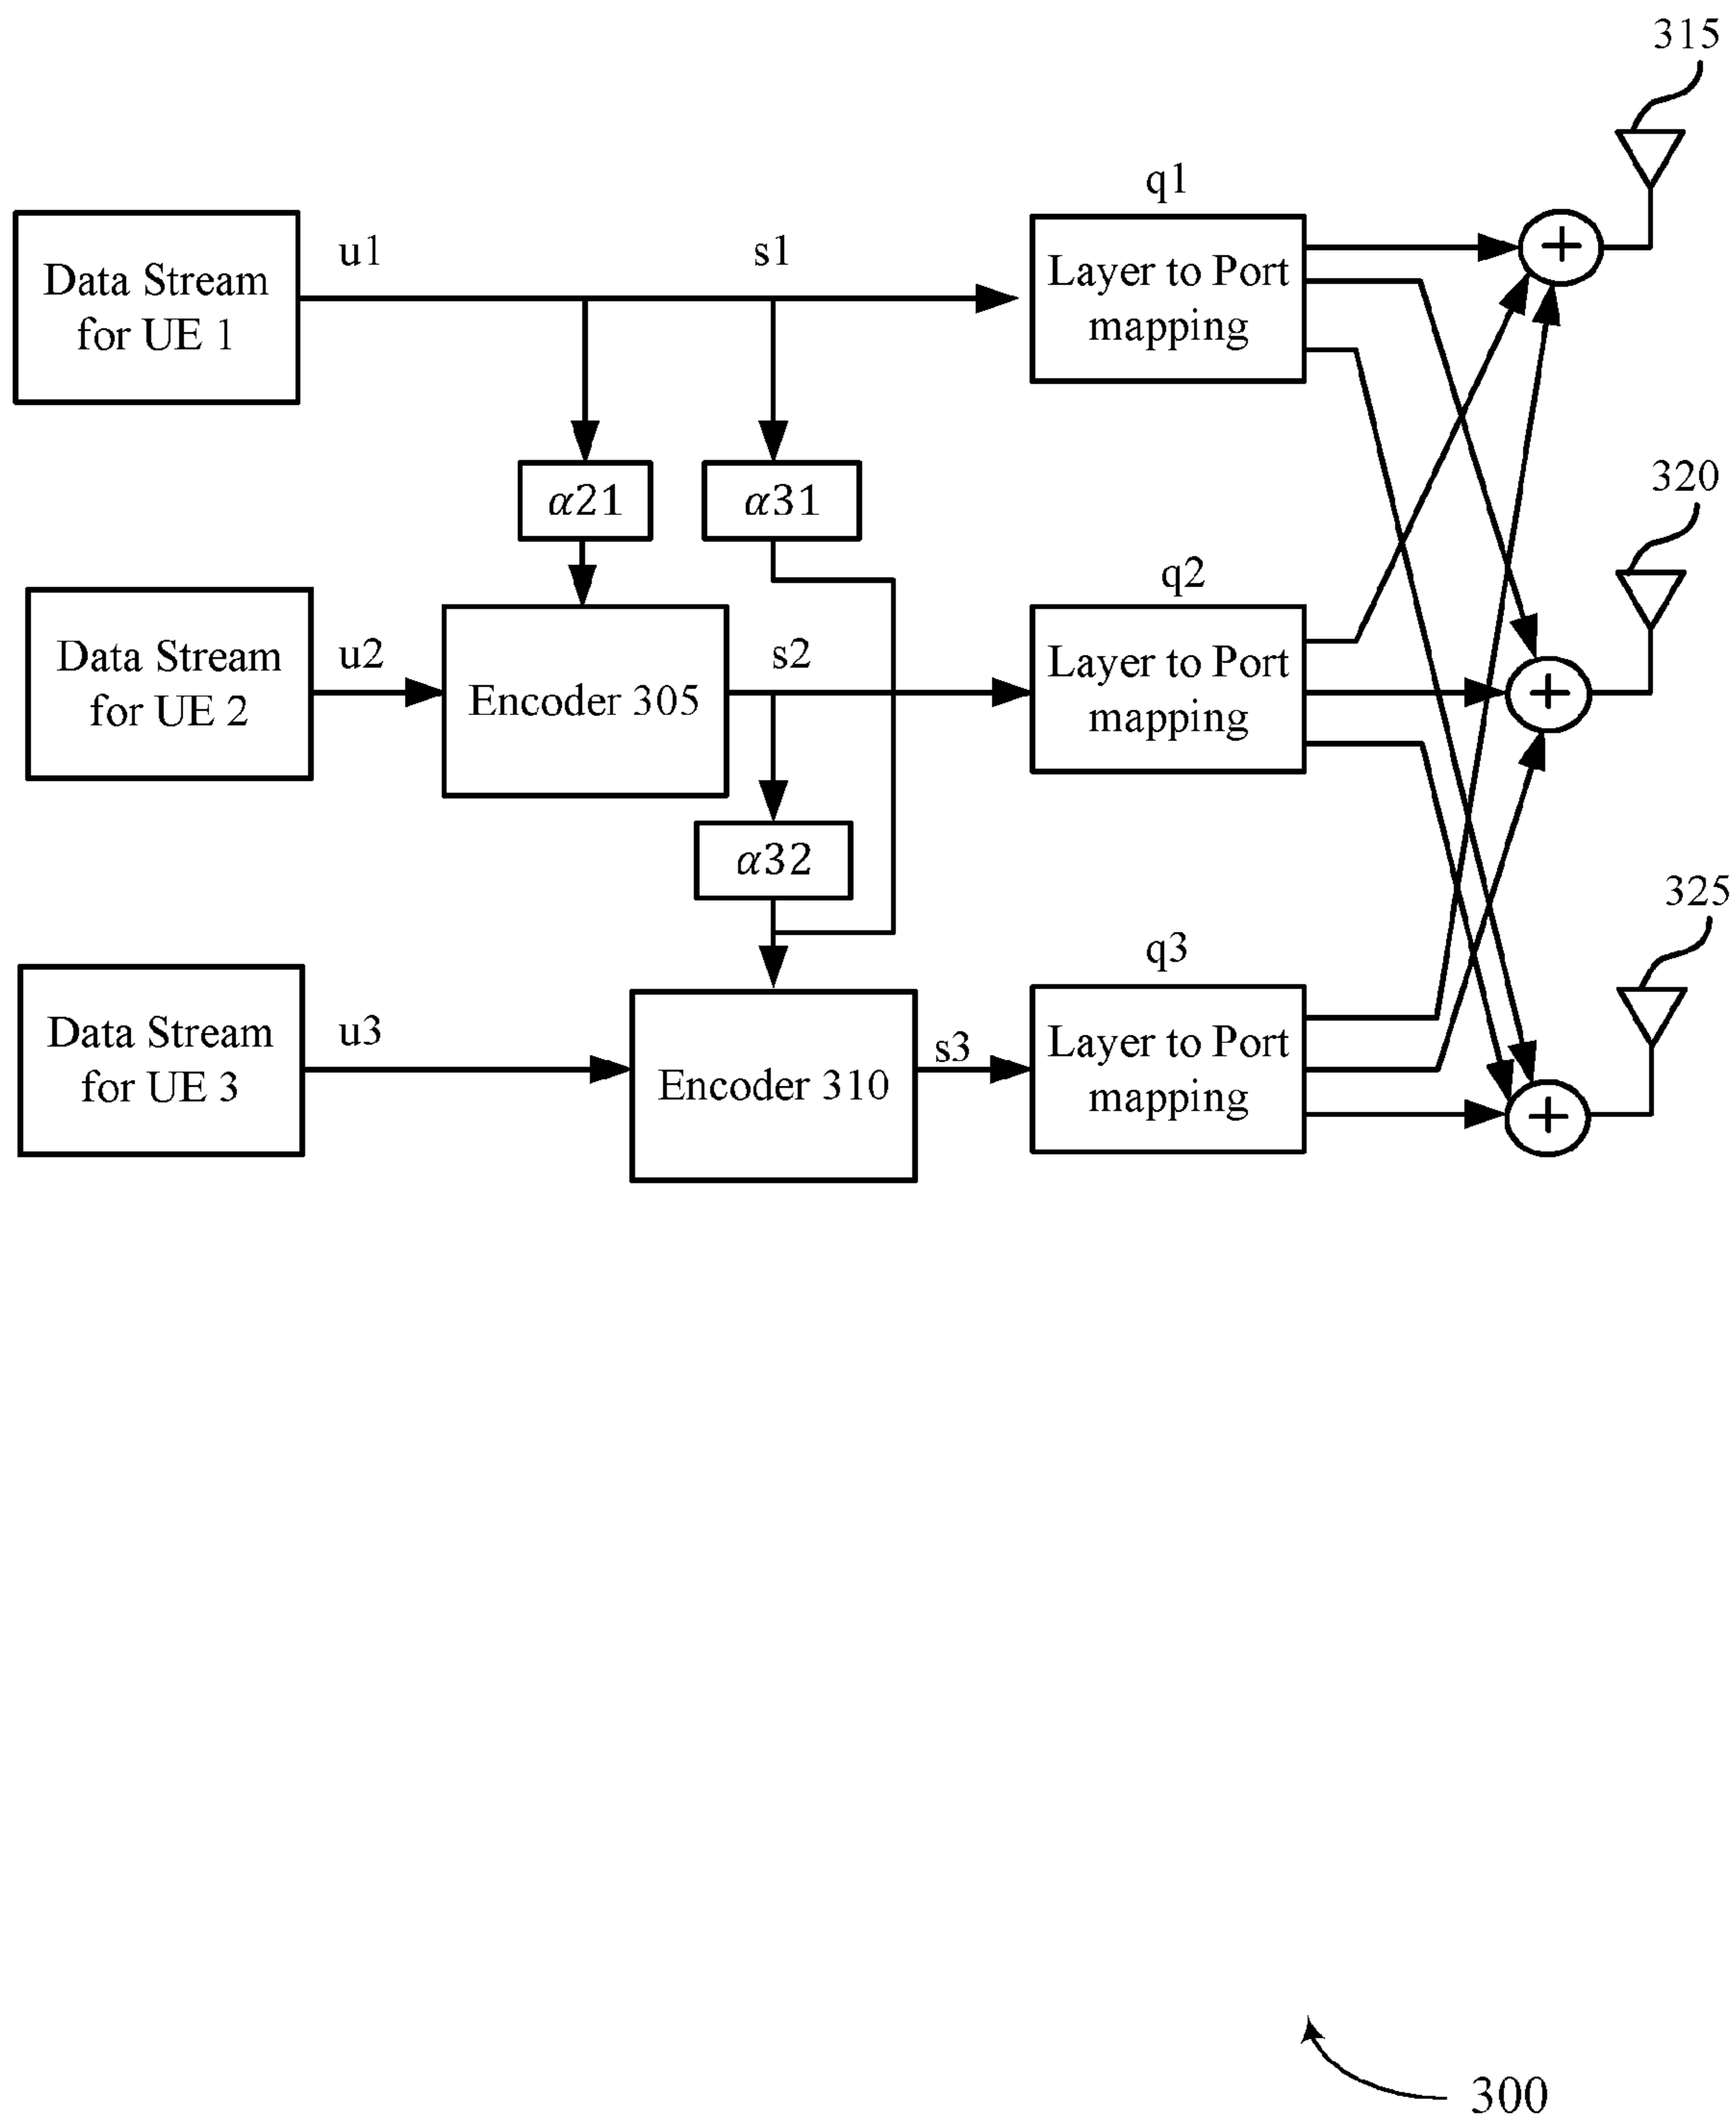 315
q1
Data Stream
for UE 1
u1
s1
Layer to Port
mapping
+
α21
α31
320
q2
Data Stream
for UE 2
u2
Encoder 305
s2
Layer to Port
mapping
+
α32
325
q3
Data Stream
for UE 3
u3
Encoder 310
s3
Layer to Port
mapping
+
300